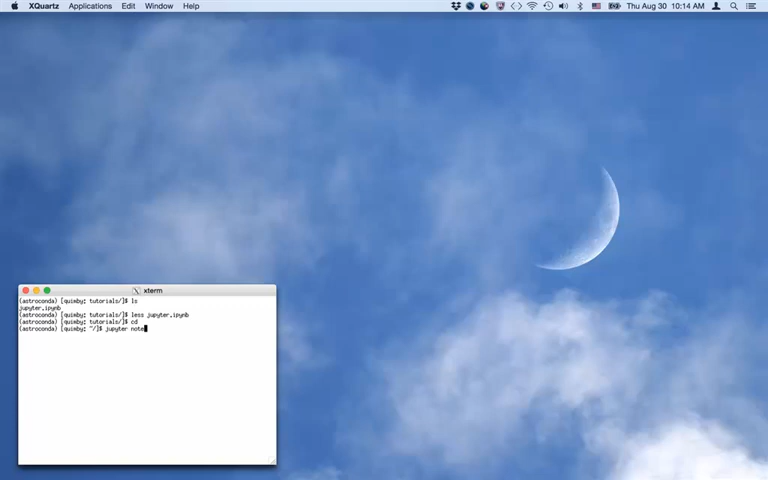 XQuartz Applications Edit Window Help Thu Aug 30 10:14 AM
xterm
(astroconda) [quimby: tutorials/]$ ls
jupyter.ipynb
(astroconda) [quimby: tutorials/]$ less jupyter.ipynb
(astroconda) [quimby: tutorials/]$ cd
(astroconda) [quimby: ~/]$ jupyter note